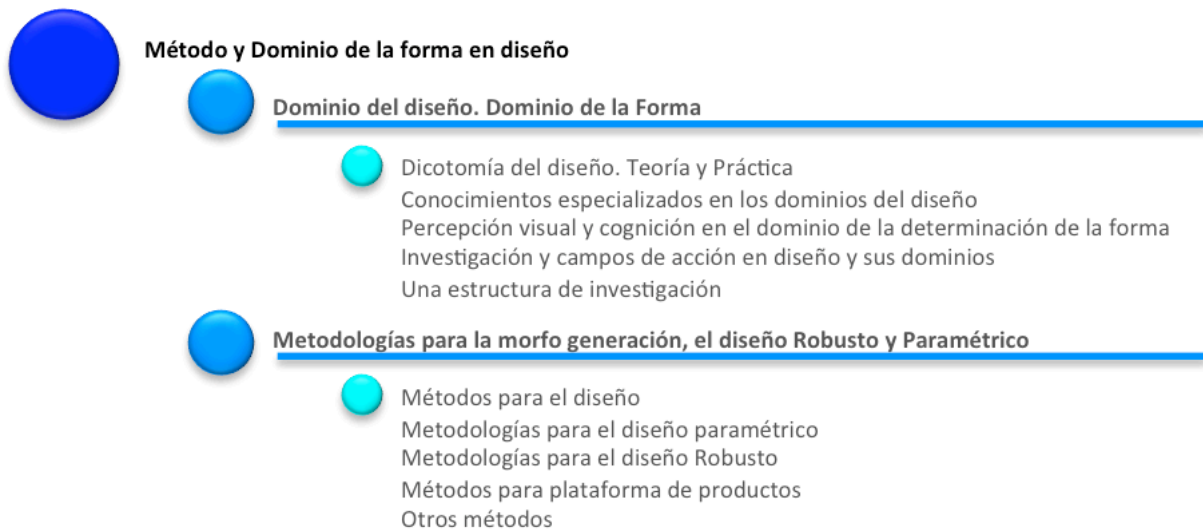 Método y Dominio de la forma en diseño
Dominio del diseño. Dominio de la Forma
Dicotomía del diseño. Teoría y Práctica
Conocimientos especializados en los dominios del diseño
Percepción visual y cognición en el dominio de la determinación de la forma
Investigación y campos de acción en diseño y sus dominios
Una estructura de investigación
Metodologías para la morfo generación, el diseño Robusto y Paramétrico
Métodos para el diseño
Metodologías para el diseño paramétrico
Metodologías para el diseño Robusto
Métodos para plataforma de productos
Otros métodos